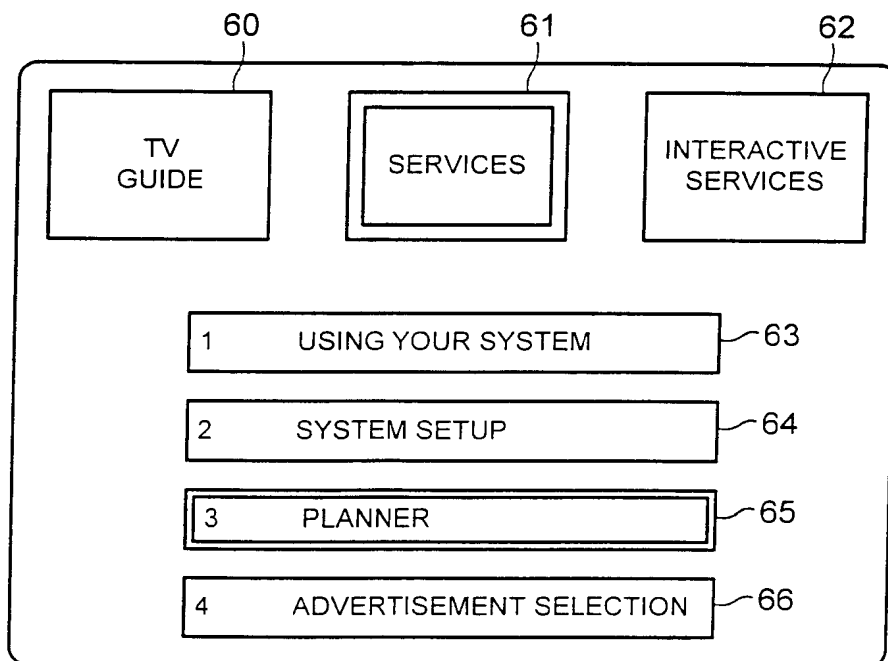 60 61 62
TV
GUIDE
SERVICES
INTERACTIVE
SERVICES
1 USING YOUR SYSTEM 63
2 SYSTEM SETUP 64
3 PLANNER 65
4 ADVERTISEMENT SELECTION 66